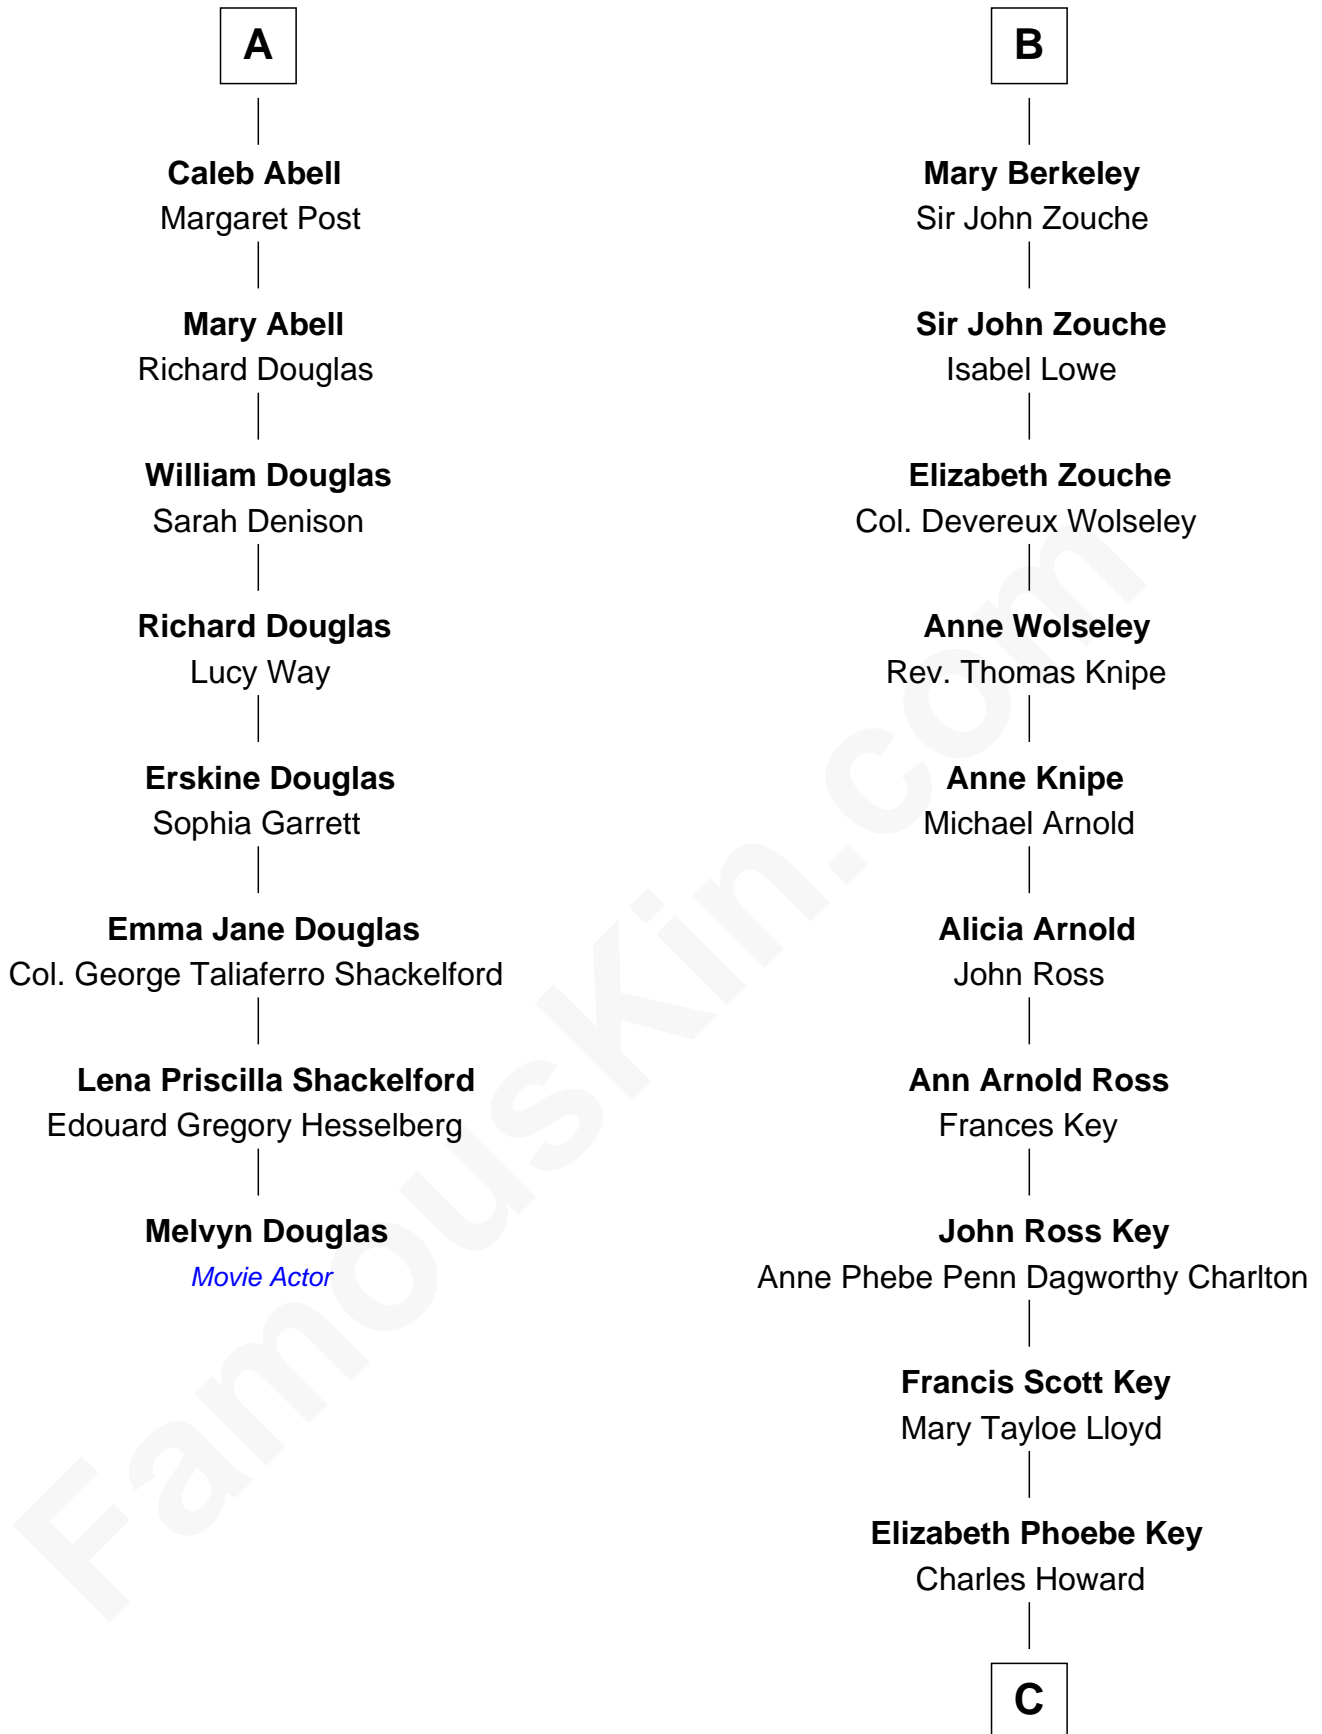 A
Caleb Abell
Margaret Post
Mary Abell
Richard Douglas
William Douglas
Sarah Denison
Richard Douglas
Lucy Way
Erskine Douglas
Sophia Garrett
Emma Jane Douglas
Col. George Taliaferro Shackelford
Lena Priscilla Shackelford
Edouard Gregory Hesselberg
Melvyn Douglas
Movie Actor
B
Mary Berkeley
Sir John Zouche
Sir John Zouche
Isabel Lowe
Elizabeth Zouche
Col. Devereux Wolseley
Anne Wolseley
Rev. Thomas Knipe
Anne Knipe
Michael Arnold
Alicia Arnold
John Ross
Ann Arnold Ross
Frances Key
John Ross Key
Anne Phebe Penn Dagworthy Charlton
Francis Scott Key
Mary Tayloe Lloyd
Elizabeth Phoebe Key
Charles Howard
C
FamousKin.com